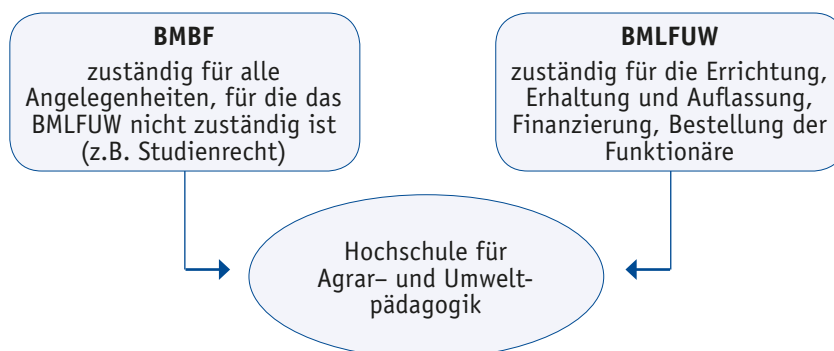 BMBF
zuständig für alle
Angelegenheiten, für die das
BMLFUW nicht zuständig ist
(z.B. Studienrecht)
BMLFUW
zuständig für die Errichtung,
Erhaltung und Auflassung,
Finanzierung, Bestellung der
Funktionäre
Hochschule für
Agrar– und Umwelt-
pädagogik